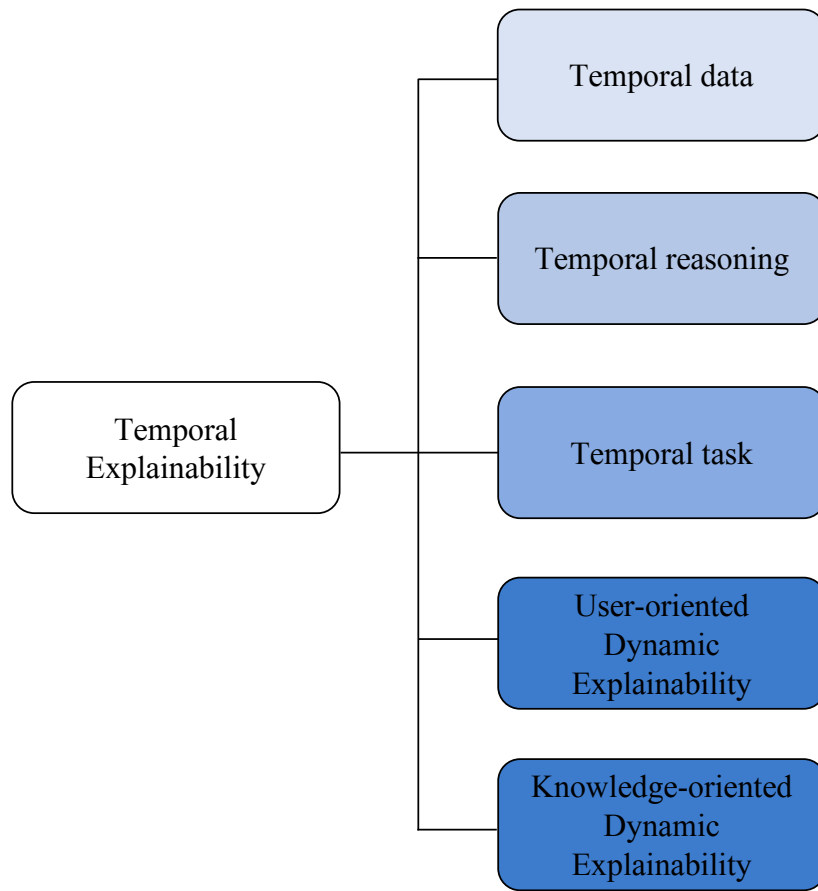 Temporal data
Temporal reasoning
Temporal
Explainability
Temporal task
User-oriented
Dynamic
Explainability
Knowledge-oriented
Dynamic
Explainability